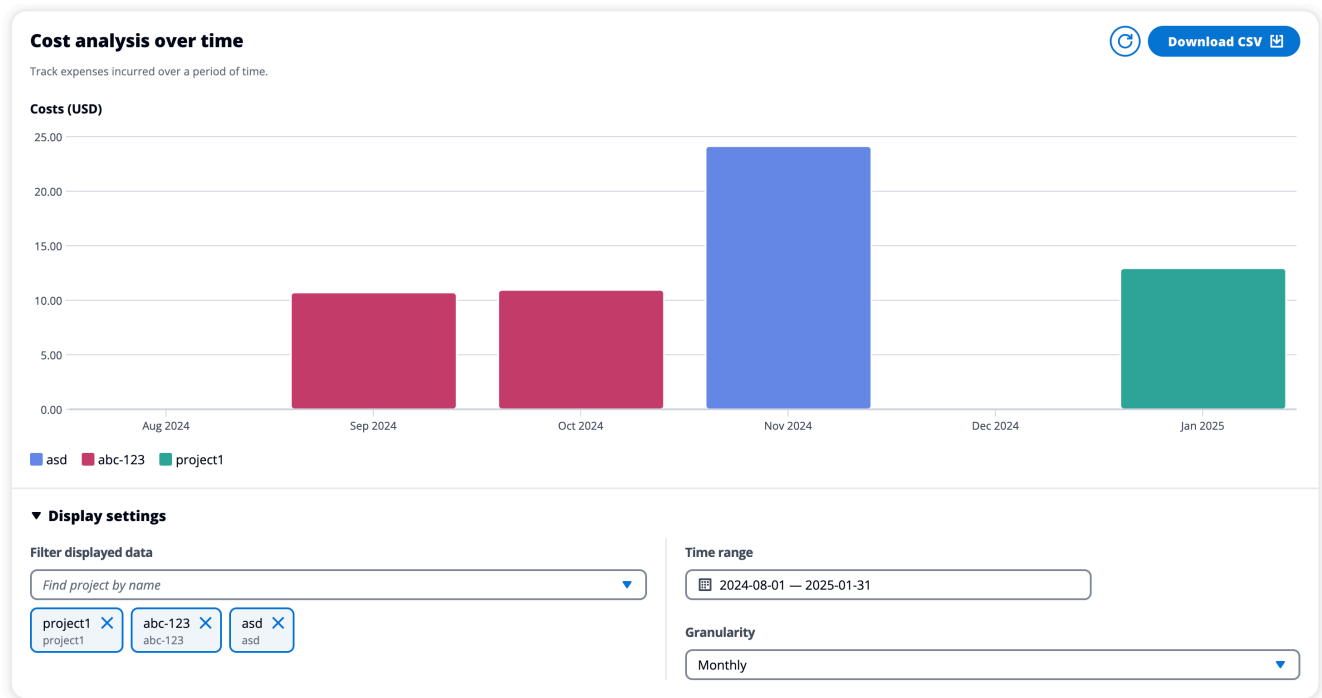 Cost analysis over time
Download CSV
Track expenses incurred over a period of time.
Costs (USD)
25.00
20.00
15.00
10.00
5.00
0.00
Aug 2024 Sep 2024 Oct 2024 Nov 2024 Dec 2024 Jan 2025
asd abc-123 project1
Display settings
Filter displayed data
Find project by name
project1 abc-123 asd
project1 abc-123 asd
Time range
2024-08-01 — 2025-01-31
Granularity
Monthly